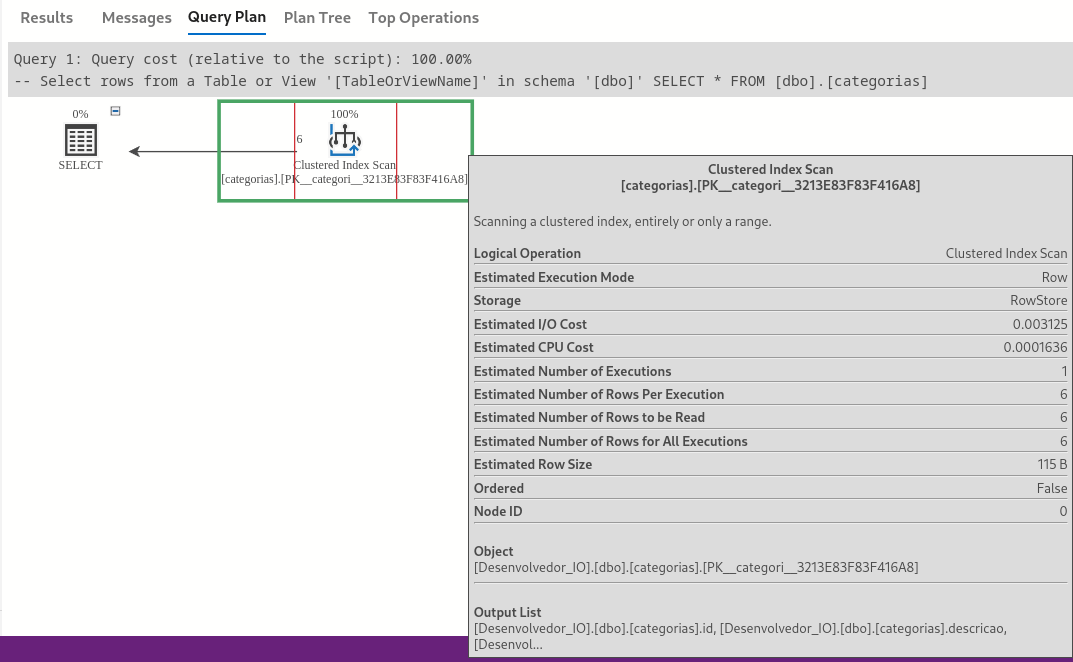 Results Messages Query Plan Plan Tree Top Operations
Query 1: Query cost (relative to the script): 100.00%
-- Select rows from a Table or View '[TableOrViewName]' in schema '[dbo]' SELECT * FROM [dbo].[categorias]
0%
SELECT
6
100%
Clustered Index Scan
[categorias].[PK__categori__3213E83F83F416A8]
Clustered Index Scan
[categorias].[PK__categori__3213E83F83F416A8]
Scanning a clustered index, entirely or only a range.
Logical Operation Clustered Index Scan
Estimated Execution Mode Row
Storage RowStore
Estimated I/O Cost 0.003125
Estimated CPU Cost 0.0001636
Estimated Number of Executions 1
Estimated Number of Rows Per Execution 6
Estimated Number of Rows to be Read 6
Estimated Number of Rows for All Executions 6
Estimated Row Size 115 B
Ordered False
Node ID 0
Object
[Desenvolvedor_IO].[dbo].[categorias].[PK__categori__3213E83F83F416A8]
Output List
[Desenvolvedor_IO].[dbo].[categorias].id, [Desenvolvedor_IO].[dbo].[categorias].descricao,
[Desenvol...